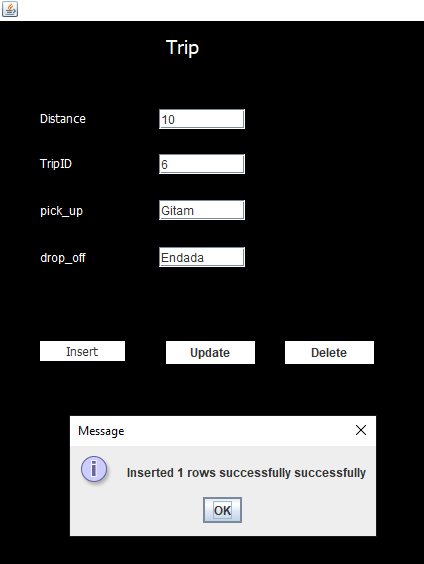 Trip
Distance 10
TripID 6
pick_up Gitam
drop_off Endada
Insert Update Delete
Message
Inserted 1 rows successfully successfully
OK